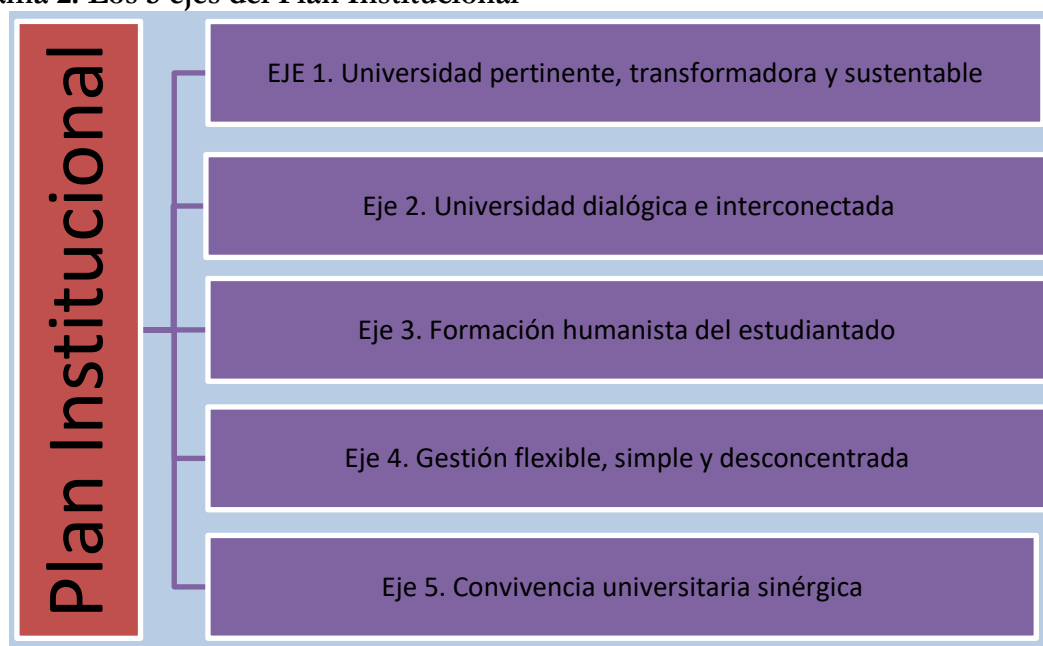 ama 2. Los 5 ejes del Plan Institucional
Plan Institucional
EJE 1. Universidad pertinente, transformadora y sustentable
Eje 2. Universidad dialógica e interconectada
Eje 3. Formación humanista del estudiantado
Eje 4. Gestión flexible, simple y desconcentrada
Eje 5. Convivencia universitaria sinérgica